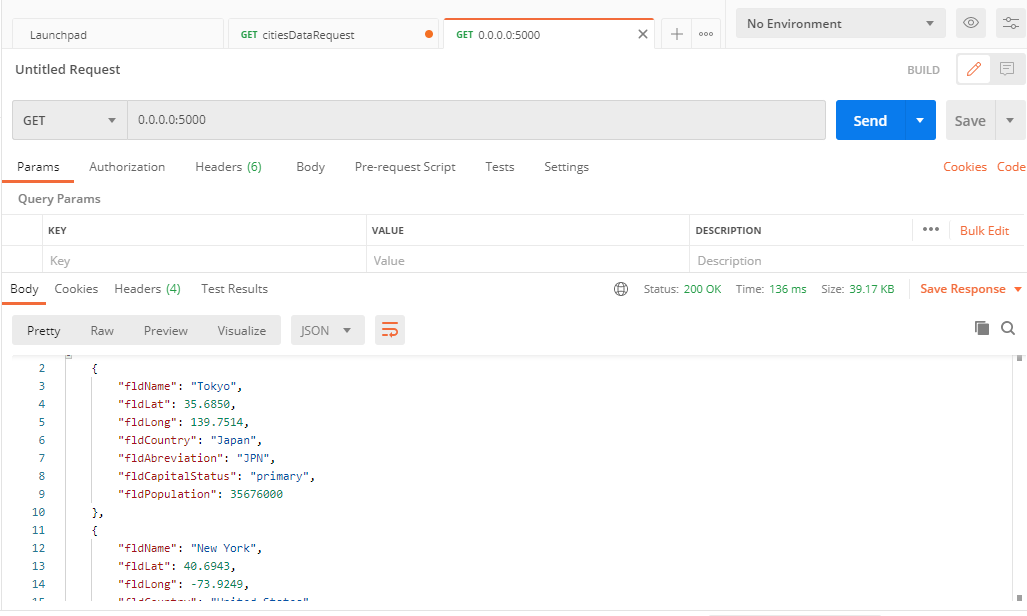 Launchpad
GET citiesDataRequest
GET 0.0.0.0:5000
No Environment
Untitled Request
BUILD
GET
0.0.0.0:5000
Send
Save
Params Authorization Headers (6) Body Pre-request Script Tests Settings Cookies Code
Query Params
KEY VALUE DESCRIPTION Bulk Edit
Key Value Description
Body Cookies Headers (4) Test Results Status: 200 OK Time: 136 ms Size: 39.17 KB Save Response
Pretty Raw Preview Visualize JSON
2 {
3 "fldName": "Tokyo",
4 "fldLat": 35.6850,
5 "fldLong": 139.7514,
6 "fldCountry": "Japan",
7 "fldAbreviation": "JPN",
8 "fldCapitalStatus": "primary",
9 "fldPopulation": 35676000
10 },
11 {
12 "fldName": "New York",
13 "fldLat": 40.6943,
14 "fldLong": -73.9249,
15 "fldCountry": "United States"